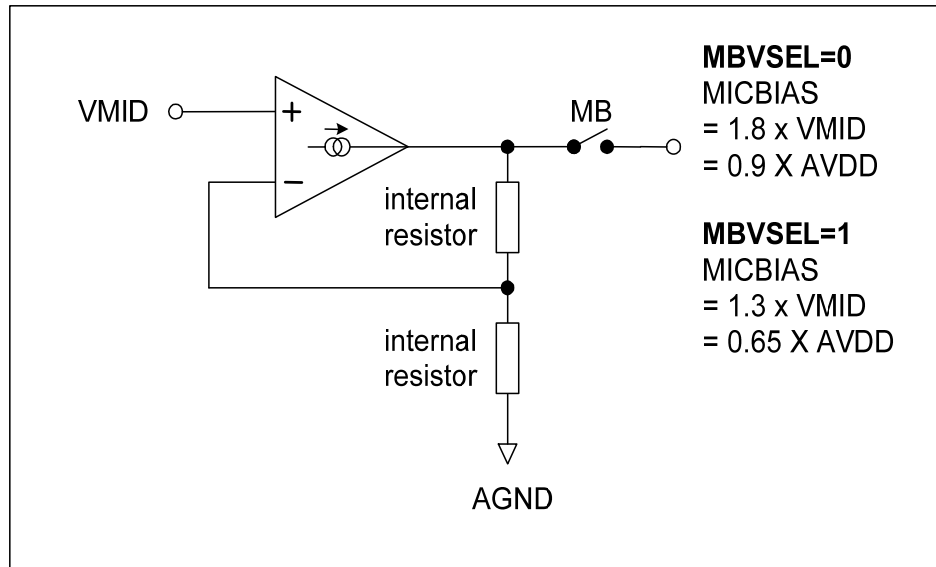 MBVSEL=0
MICBIAS
= 1.8 x VMID
= 0.9 X AVDD
VMID
+
MB
−
internal
resistor
MBVSEL=1
MICBIAS
= 1.3 x VMID
= 0.65 X AVDD
internal
resistor
AGND